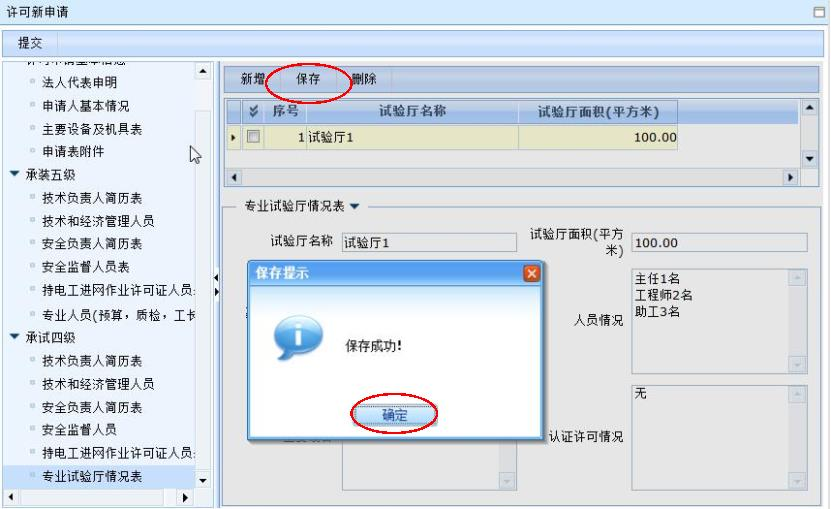 许可新申请
提交
法人代表申明
申请人基本情况
主要设备及机具表
申请表附件
承装五级
技术负责人简历表
技术和经济管理人员
安全负责人简历表
安全监督人员表
持电工进网作业许可证人员
专业人员(预算，质检，工长
承试四级
技术负责人简历表
技术和经济管理人员
安全负责人简历表
安全监督人员
持电工进网作业许可证人员
专业试验厅情况表
新增 保存 删除
序号 试验厅名称 试验厅面积(平方米)
1 试验厅1 100.00
专业试验厅情况表
试验厅名称 试验厅1 试验厅面积(平方
米) 100.00
人员情况
主任1名
工程师2名
助工3名
认证许可情况
无
保存提示
保存成功!
确定